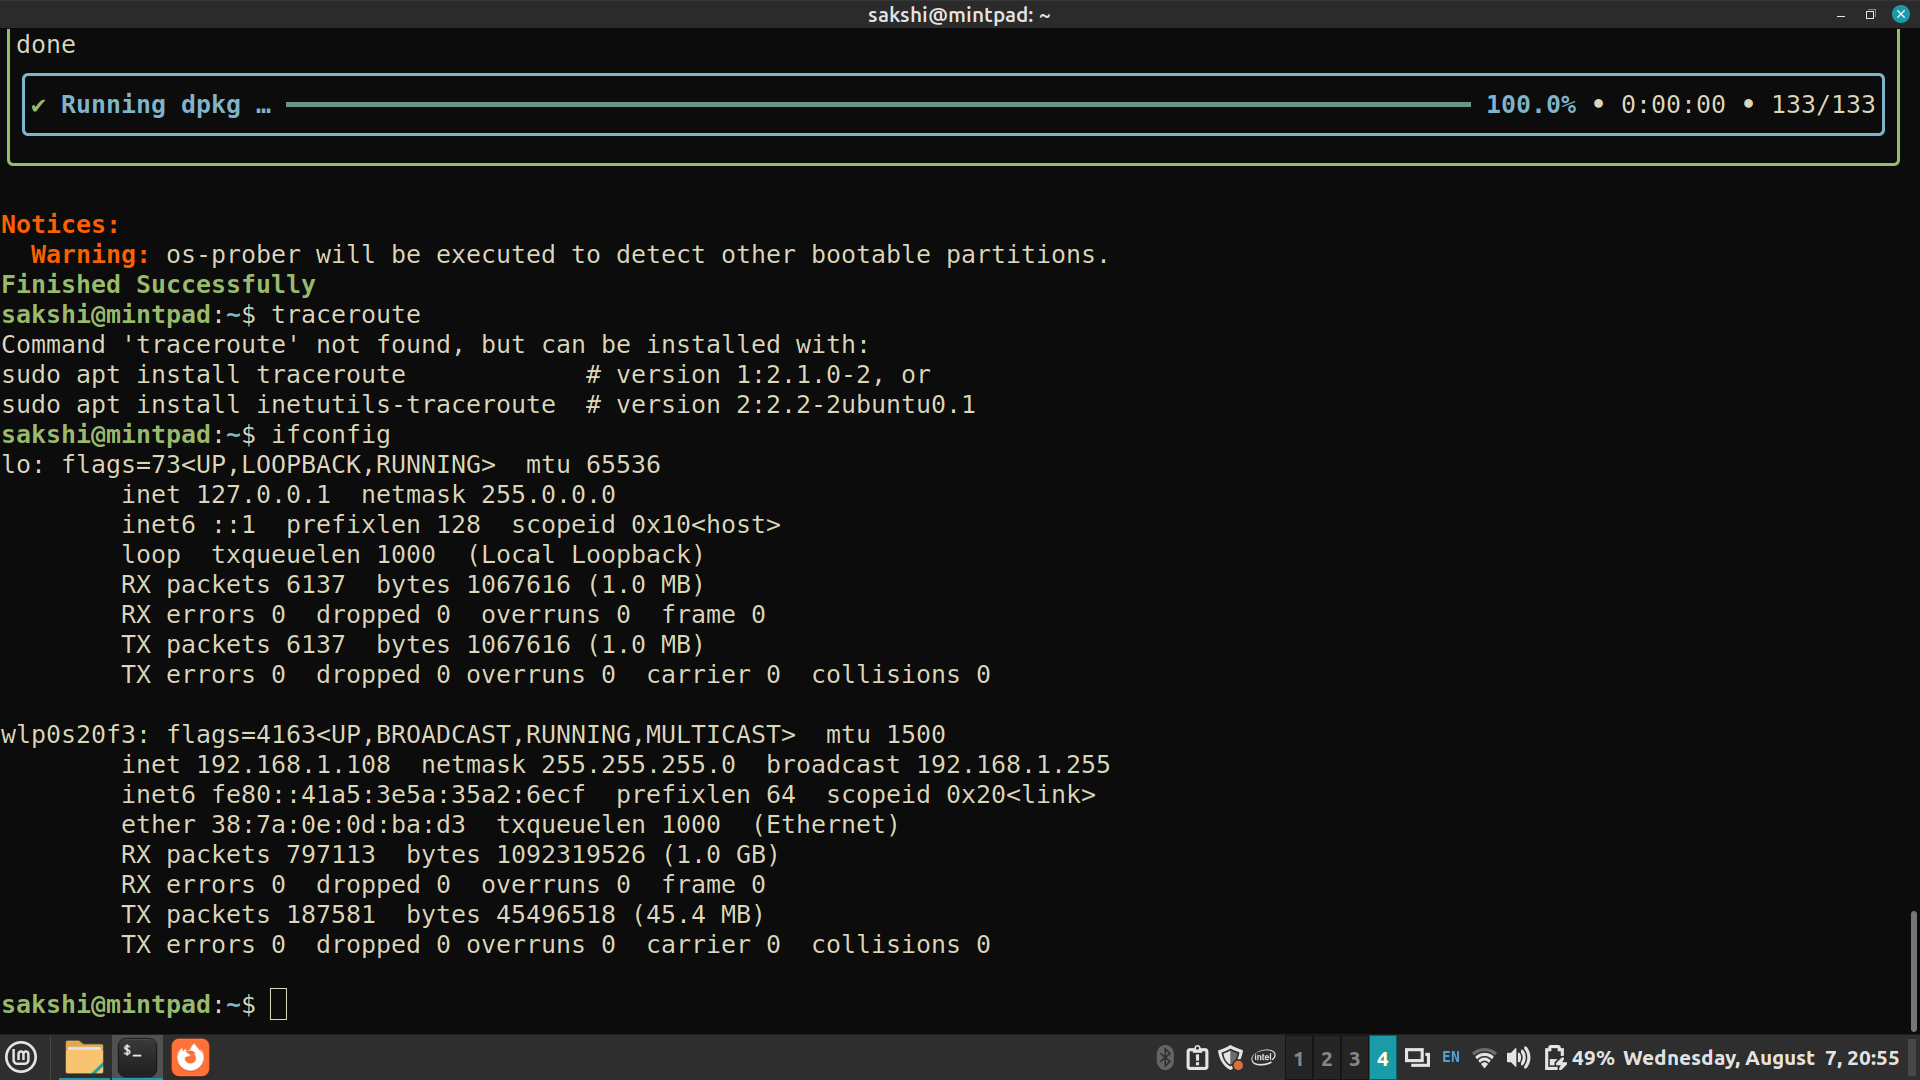 sakshi@mintpad: ~
done
✔ Running dpkg … 100.0% • 0:00:00 • 133/133
Notices:
  Warning: os-prober will be executed to detect other bootable partitions.
Finished Successfully
sakshi@mintpad:~$ traceroute
Command 'traceroute' not found, but can be installed with:
sudo apt install traceroute            # version 1:2.1.0-2, or
sudo apt install inetutils-traceroute  # version 2:2.2-2ubuntu0.1
sakshi@mintpad:~$ ifconfig
lo: flags=73<UP,LOOPBACK,RUNNING>  mtu 65536
        inet 127.0.0.1  netmask 255.0.0.0
        inet6 ::1  prefixlen 128  scopeid 0x10<host>
        loop  txqueuelen 1000  (Local Loopback)
        RX packets 6137  bytes 1067616 (1.0 MB)
        RX errors 0  dropped 0  overruns 0  frame 0
        TX packets 6137  bytes 1067616 (1.0 MB)
        TX errors 0  dropped 0 overruns 0  carrier 0  collisions 0
wlp0s20f3: flags=4163<UP,BROADCAST,RUNNING,MULTICAST>  mtu 1500
        inet 192.168.1.108  netmask 255.255.255.0  broadcast 192.168.1.255
        inet6 fe80::41a5:3e5a:35a2:6ecf  prefixlen 64  scopeid 0x20<link>
        ether 38:7a:0e:0d:ba:d3  txqueuelen 1000  (Ethernet)
        RX packets 797113  bytes 1092319526 (1.0 GB)
        RX errors 0  dropped 0  overruns 0  frame 0
        TX packets 187581  bytes 45496518 (45.4 MB)
        TX errors 0  dropped 0 overruns 0  carrier 0  collisions 0
sakshi@mintpad:~$
$_ intel 1 2 3 4 EN 49% Wednesday, August  7, 20:55